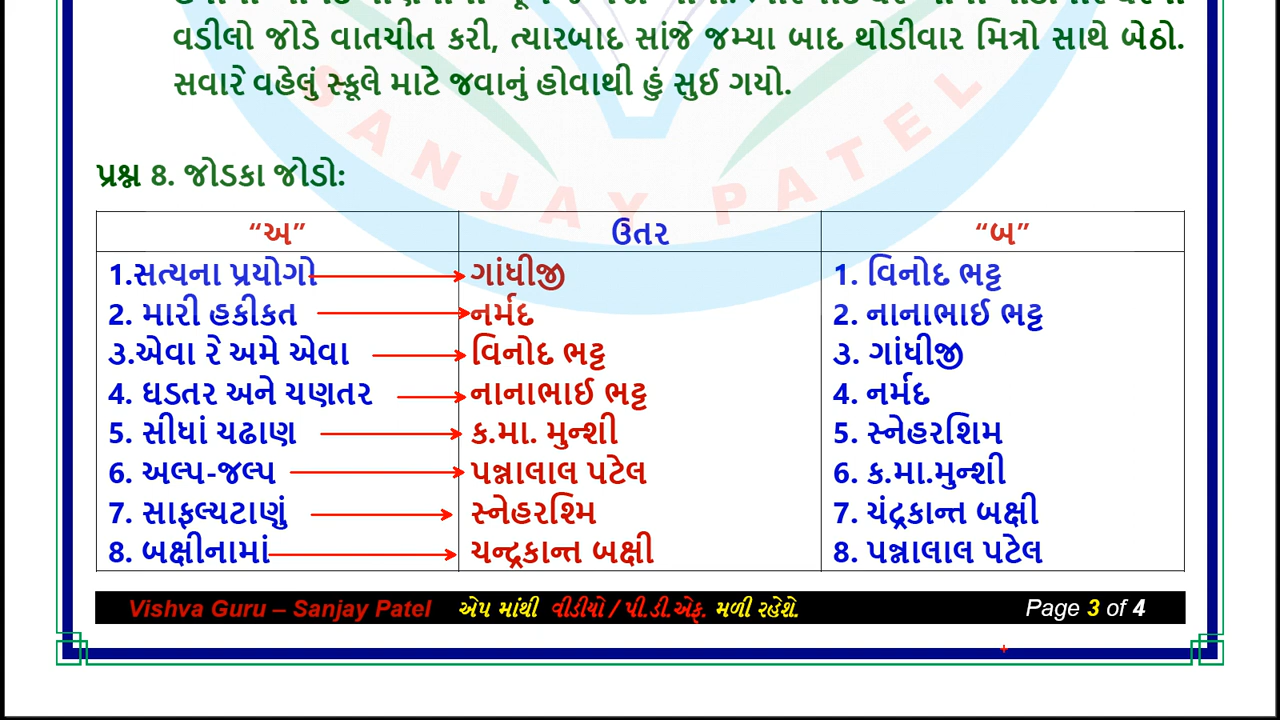 વડીલો જોડે વાતચીત કરી, ત્યારબાદ સાંજે જમ્યા બાદ થોડીવાર મિત્રો સાથે બેઠો.
સવારે વહેલું સ્કૂલે માટે જવાનું હોવાથી હું સુઈ ગયો.
SANJAY PATEL
પ્રશ્ન 8. જોડકા જોડો:
“અ” ઉતર “બ”
1.સત્યના પ્રયોગો ગાંધીજી 1. વિનોદ ભટ્ટ
2. મારી હકીકત નર્મદ 2. નાનાભાઈ ભટ્ટ
૩.એવા રે અમે એવા વિનોદ ભટ્ટ ૩. ગાંધીજી
4. ઘડતર અને ચણતર નાનાભાઈ ભટ્ટ 4. નર્મદ
5. સીધાં ચઢાણ ક.મા. મુન્શી 5. સ્નેહરશિમ
6. અલ્પ-જલ્પ પન્નાલાલ પટેલ 6. ક.મા.મુન્શી
7. સાફલ્યટાણું સ્નેહરશ્મિ 7. ચંદ્રકાન્ત બક્ષી
8. બક્ષીનામાં ચન્દ્રકાન્ત બક્ષી 8. પન્નાલાલ પટેલ
Vishva Guru – Sanjay Patel એપ માંથી વીડીયો / પી.ડી.એફ. મળી રહેશે. Page 3 of 4